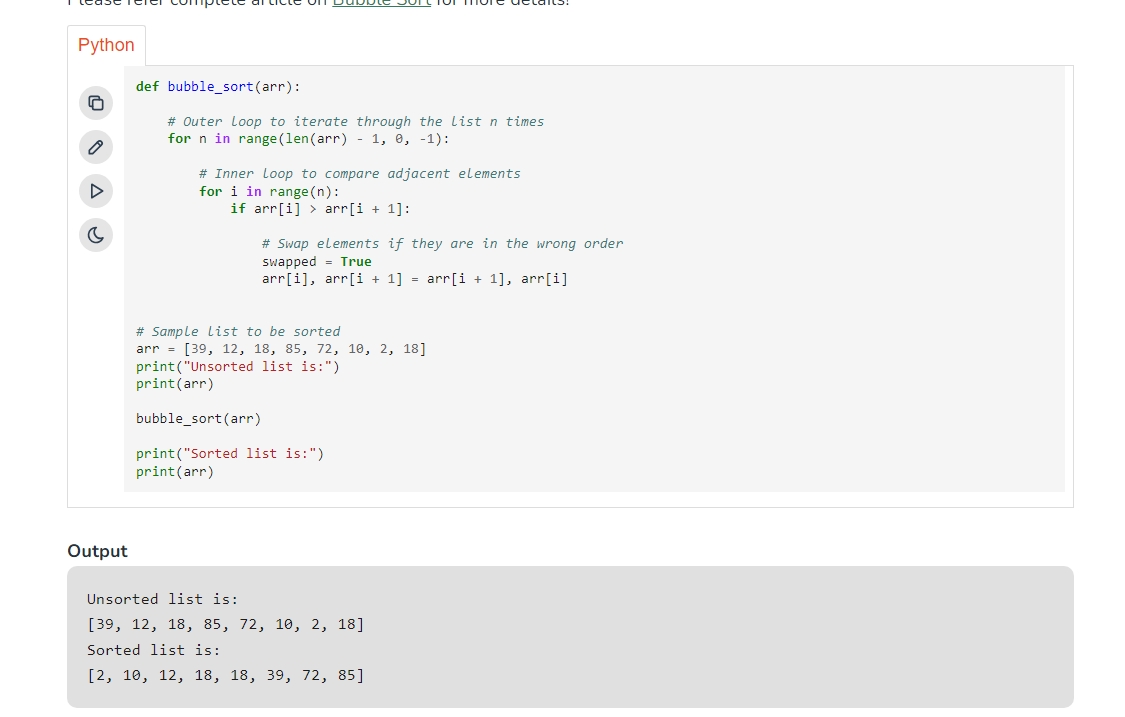 Please refer complete article on Bubble Sort for more details!
Python
def bubble_sort(arr):
# Outer loop to iterate through the list n times
for n in range(len(arr) - 1, 0, -1):
# Inner loop to compare adjacent elements
for i in range(n):
if arr[i] > arr[i + 1]:
# Swap elements if they are in the wrong order
swapped = True
arr[i], arr[i + 1] = arr[i + 1], arr[i]
# Sample list to be sorted
arr = [39, 12, 18, 85, 72, 10, 2, 18]
print("Unsorted list is:")
print(arr)
bubble_sort(arr)
print("Sorted list is:")
print(arr)
Output
Unsorted list is:
[39, 12, 18, 85, 72, 10, 2, 18]
Sorted list is:
[2, 10, 12, 18, 18, 39, 72, 85]